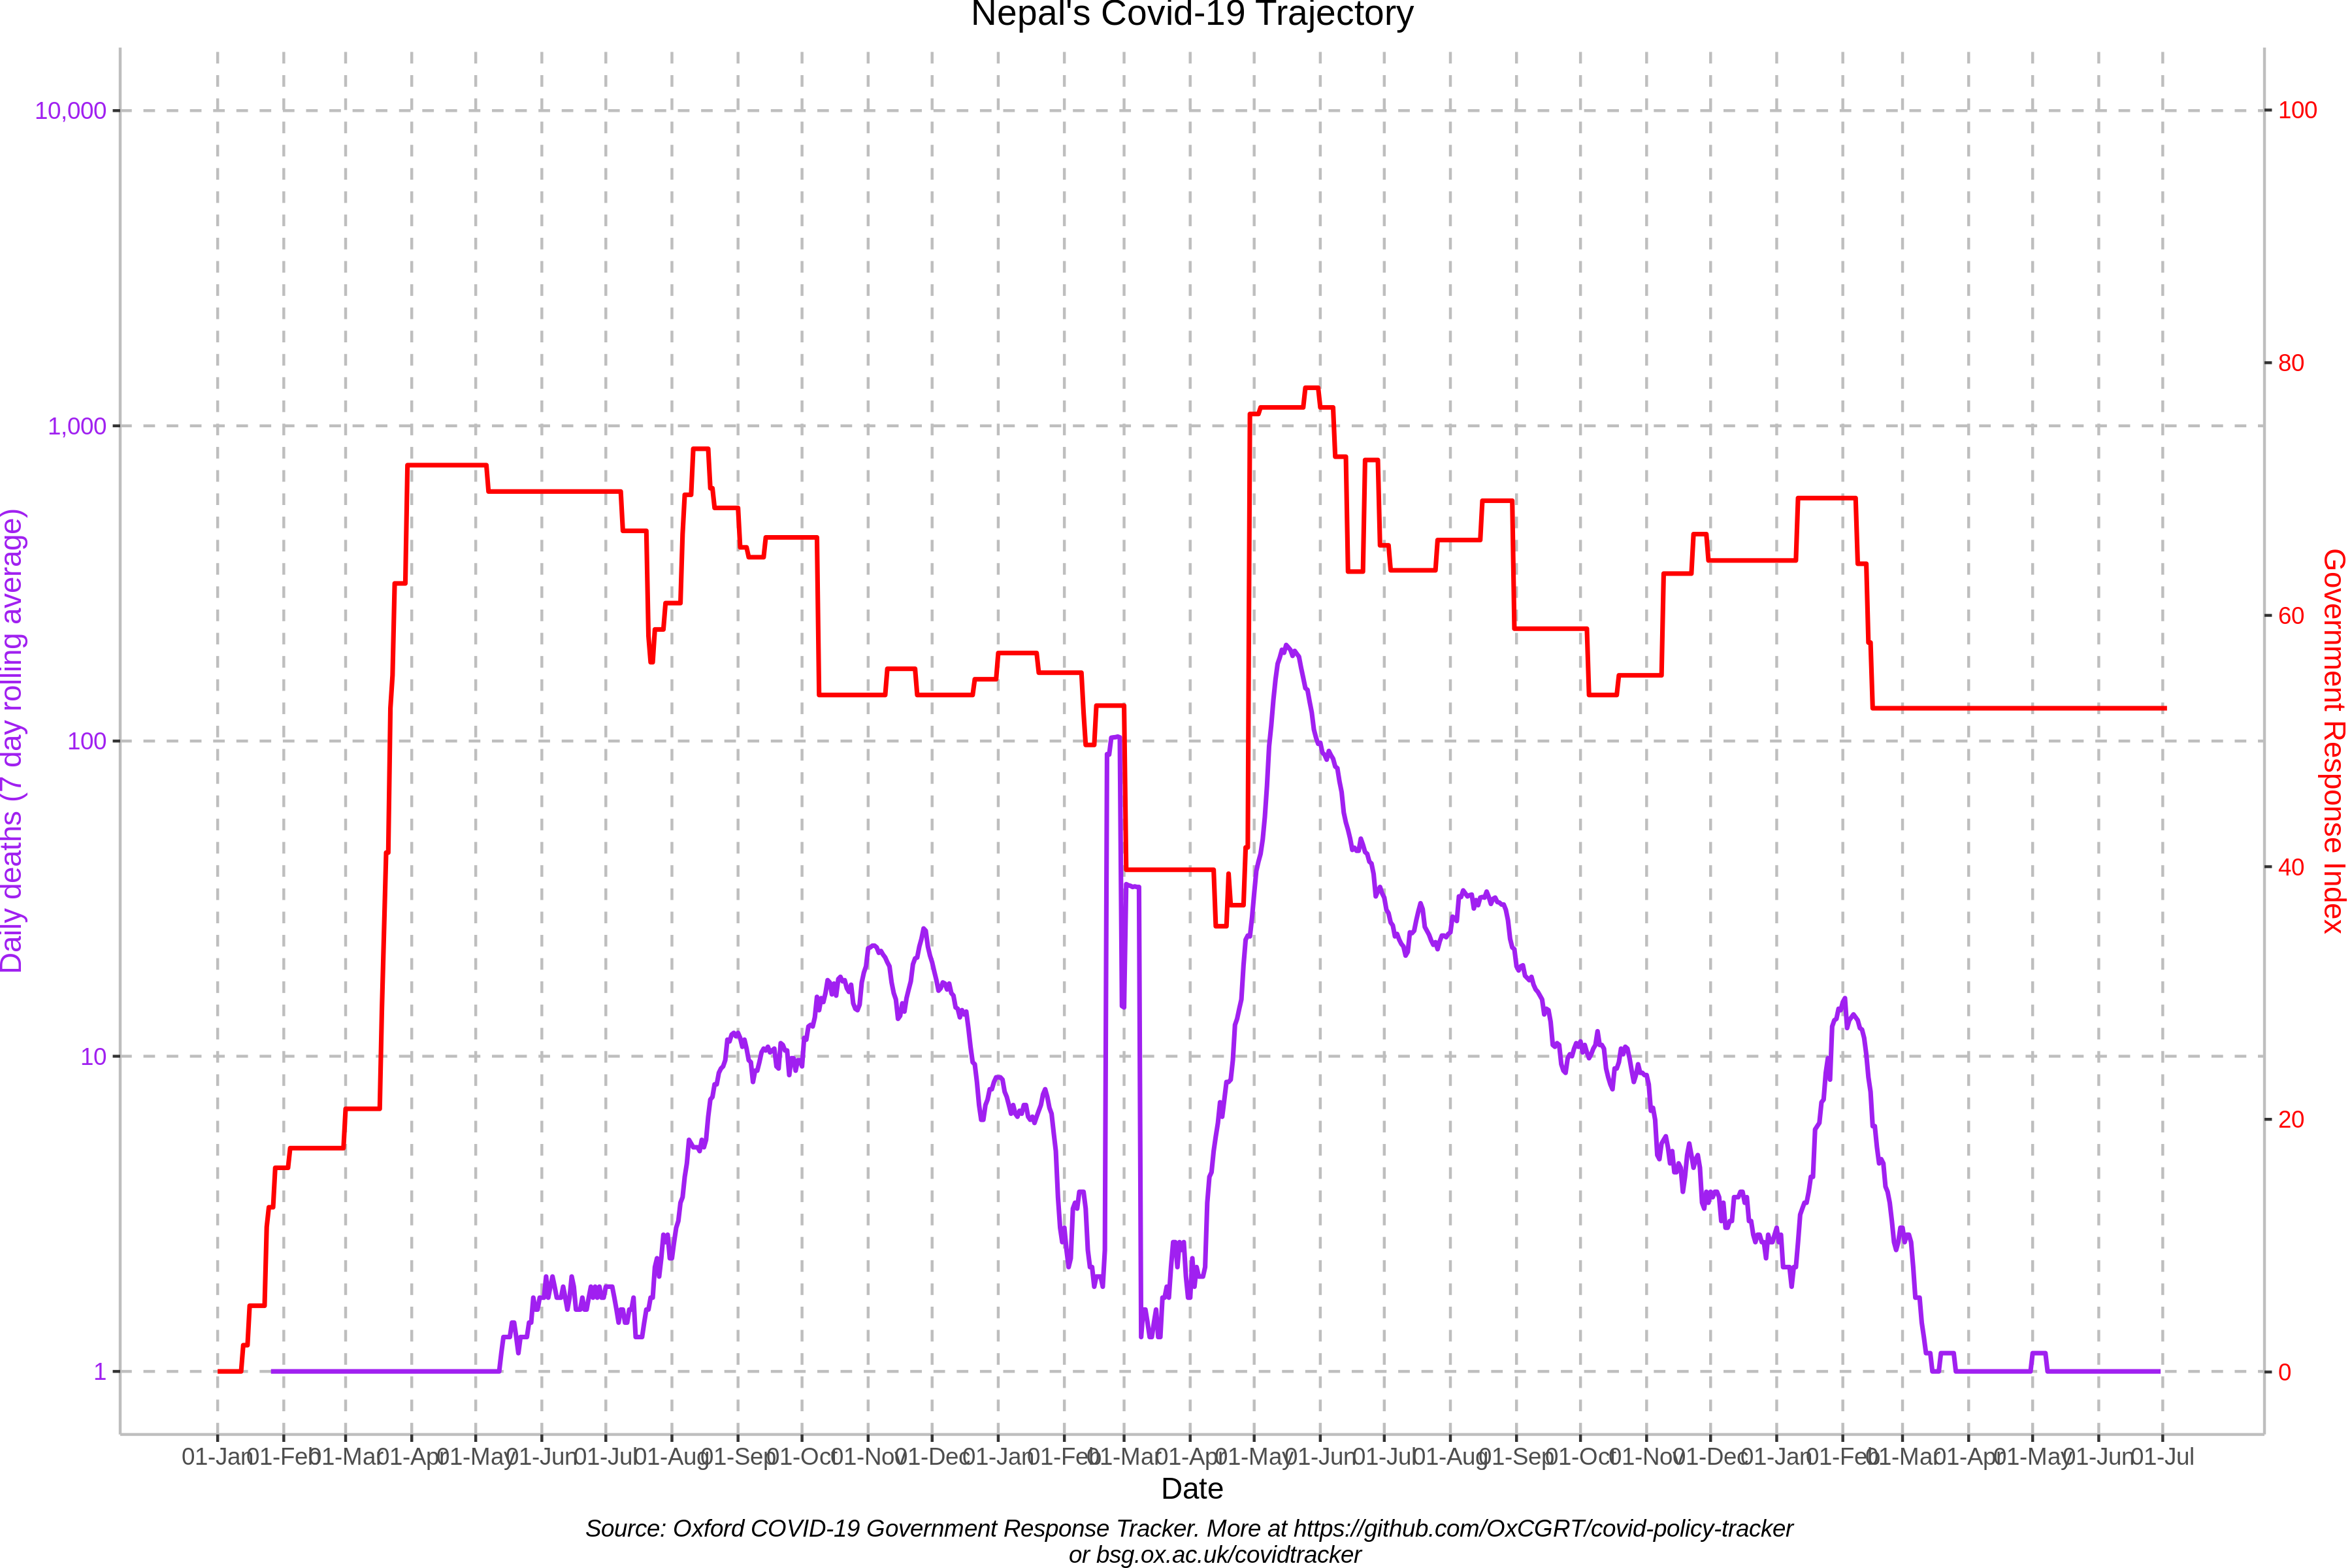 Nepal's Covid-19 Trajectory
10,000
1,000
100
10
1
Daily deaths (7 day rolling average)
100
80
60
40
20
0
Government Response Index
01-Jan 01-Feb 01-Mar 01-Apr 01-May 01-Jun 01-Jul 01-Aug 01-Sep 01-Oct 01-Nov 01-Dec 01-Jan 01-Feb 01-Mar 01-Apr 01-May 01-Jun 01-Jul 01-Aug 01-Sep 01-Oct 01-Nov 01-Dec 01-Jan 01-Feb 01-Mar 01-Apr 01-May 01-Jun 01-Jul
Date
Source: Oxford COVID-19 Government Response Tracker. More at https://github.com/OxCGRT/covid-policy-tracker
or bsg.ox.ac.uk/covidtracker